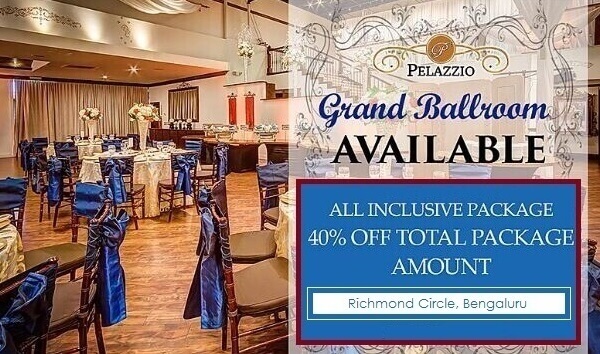 P
PELAZZIO
Grand Ballroom
AVAILABLE
ALL INCLUSIVE PACKAGE
40% OFF TOTAL PACKAGE
AMOUNT
Richmond Circle, Bengaluru